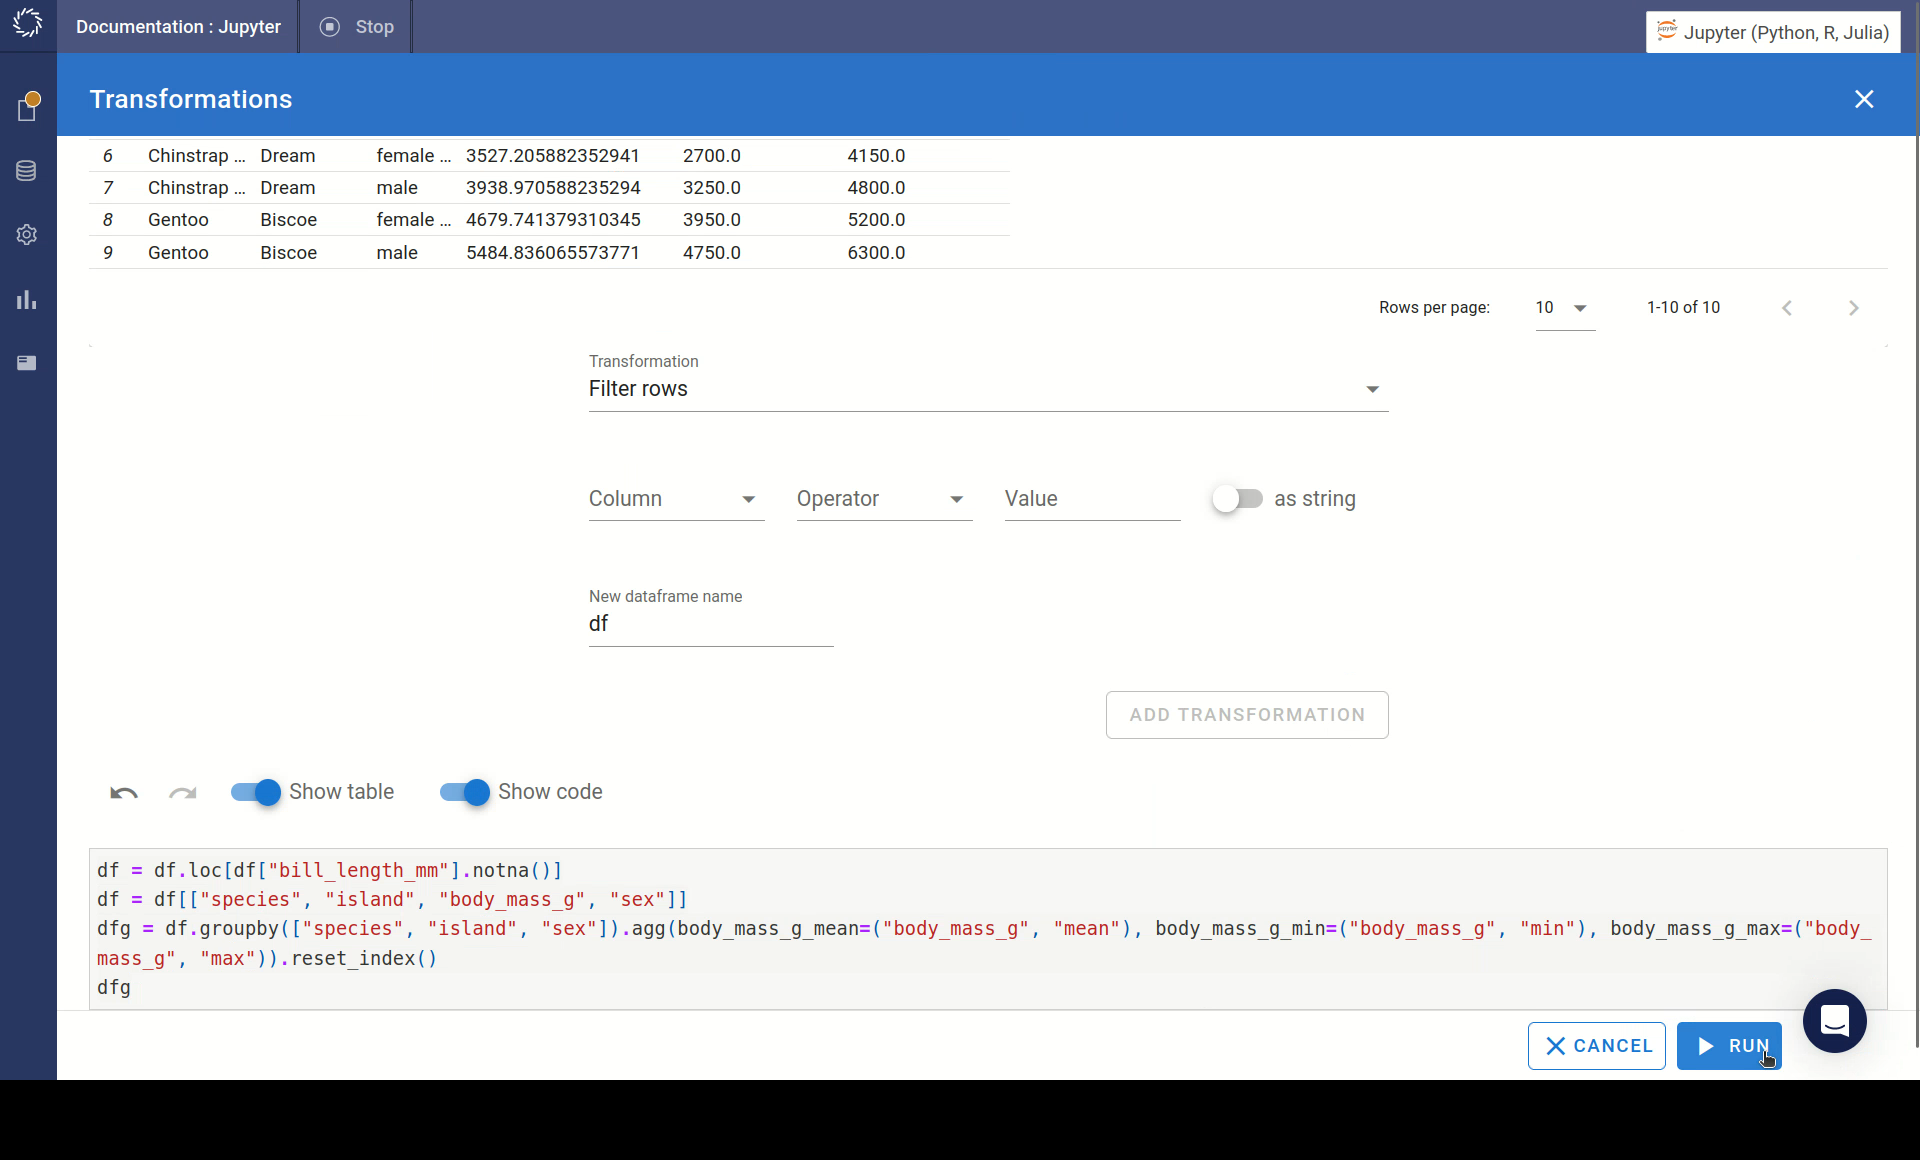 Documentation : Jupyter
Stop
Jupyter (Python, R, Julia)
Transformations
6 Chinstrap ... Dream female ... 3527.205882352941 2700.0 4150.0
7 Chinstrap ... Dream male 3938.970588235294 3250.0 4800.0
8 Gentoo Biscoe female ... 4679.741379310345 3950.0 5200.0
9 Gentoo Biscoe male 5484.836065573771 4750.0 6300.0
Rows per page: 10 1-10 of 10
Transformation
Filter rows
Column Operator Value as string
New dataframe name
df
ADD TRANSFORMATION
Show table Show code
df = df.loc[df["bill_length_mm"].notna()]
df = df[["species", "island", "body_mass_g", "sex"]]
dfg = df.groupby(["species", "island", "sex"]).agg(body_mass_g_mean=("body_mass_g", "mean"), body_mass_g_min=("body_mass_g", "min"), body_mass_g_max=("body_
mass_g", "max")).reset_index()
dfg
CANCEL RUN